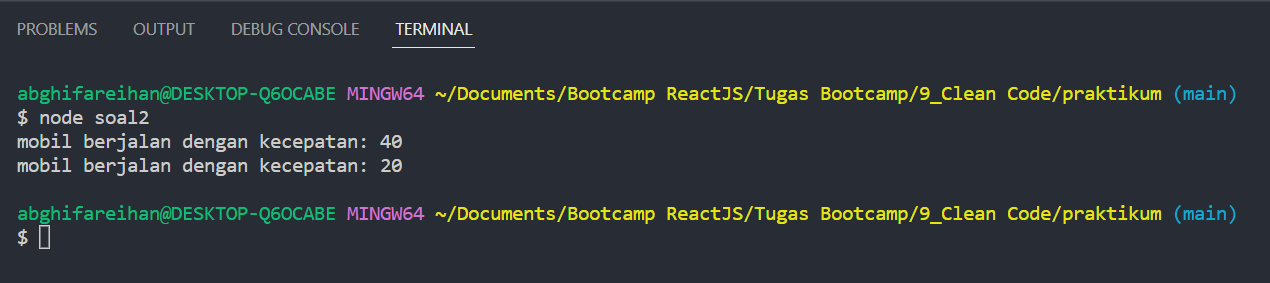 PROBLEMS OUTPUT DEBUG CONSOLE TERMINAL
abghifareihan@DESKTOP-Q6OCABE MINGW64 ~/Documents/Bootcamp ReactJS/Tugas Bootcamp/9_Clean Code/praktikum (main)
$ node soal2
mobil berjalan dengan kecepatan: 40
mobil berjalan dengan kecepatan: 20
abghifareihan@DESKTOP-Q6OCABE MINGW64 ~/Documents/Bootcamp ReactJS/Tugas Bootcamp/9_Clean Code/praktikum (main)
$